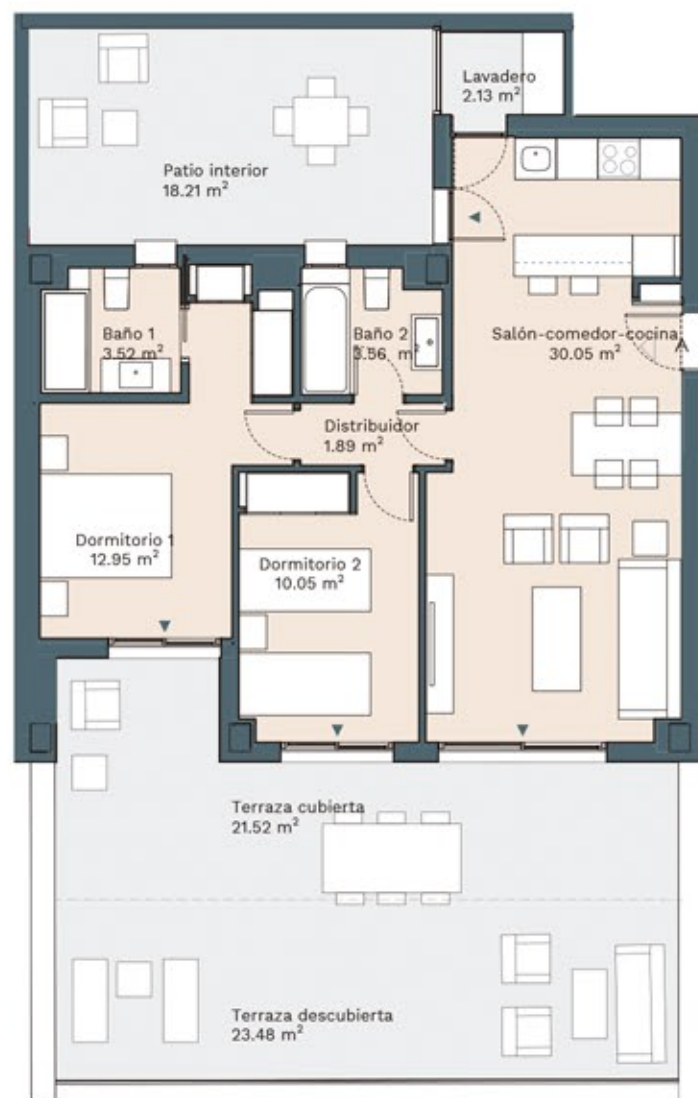 Lavadero
2.13 m²
Patio interior
18.21 m²
Baño 1
3.52 m²
Baño 2
3.56 m²
Salón-comedor-cocina
30.05 m²
Distribuidor
1.89 m²
Dormitorio 1
12.95 m²
Dormitorio 2
10.05 m²
Terraza cubierta
21.52 m²
Terraza descubierta
23.48 m²